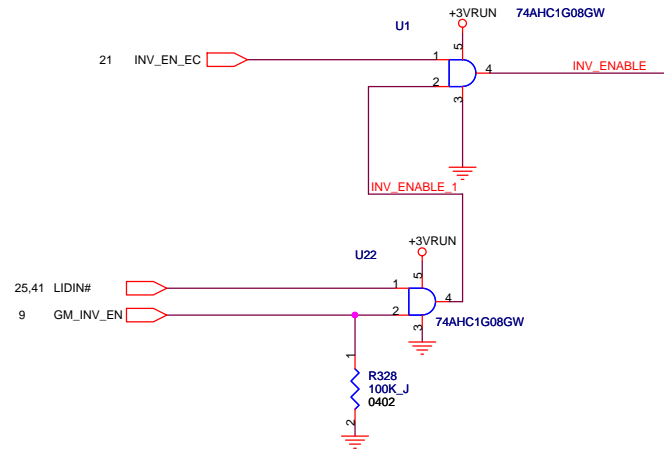 +3VRUN 74AHC1G08GW
U1
5
21 INV_EN_EC 1
4 INV_ENABLE
2
3
INV_ENABLE_1
+3VRUN
U22
5
25,41 LIDIN# 1
4
9 GM_INV_EN 2
74AHC1G08GW
3
1
R328
100K_J
0402
2